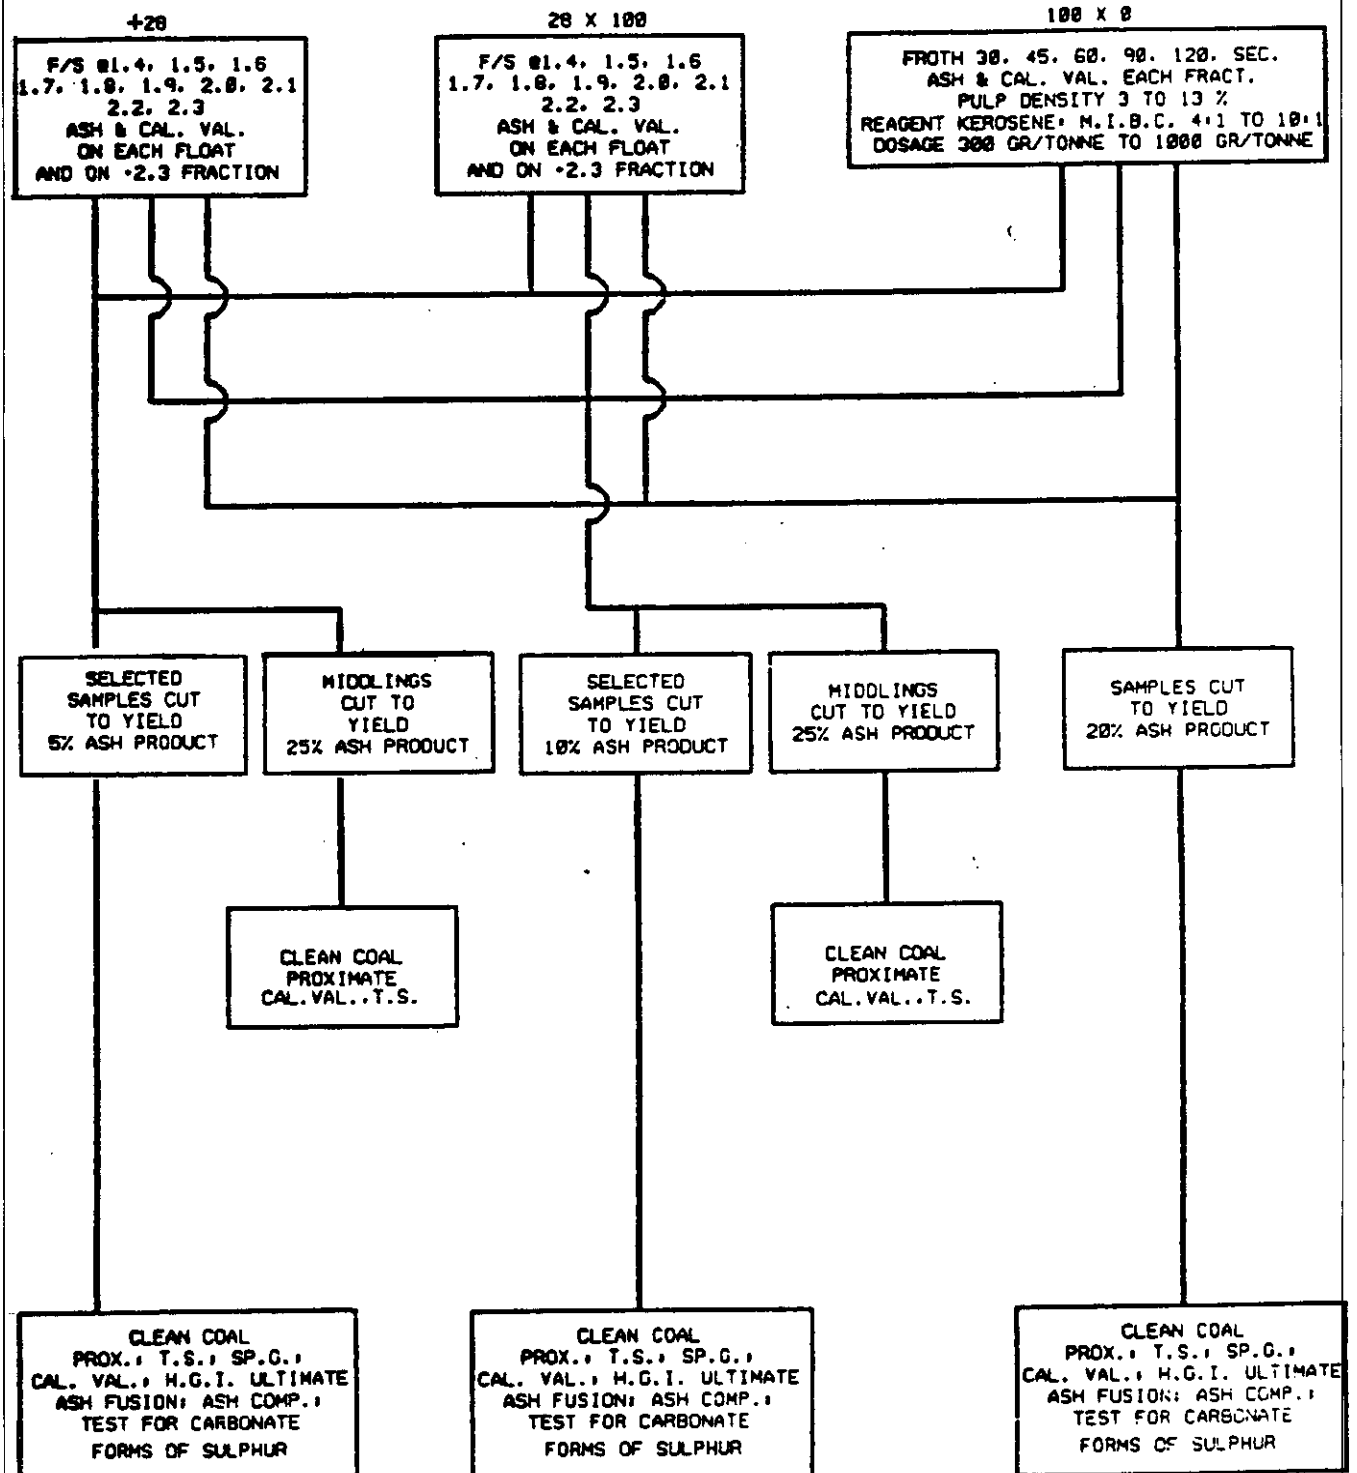 +28
F/S @1.4, 1.5, 1.6
1.7, 1.8, 1.9, 2.0, 2.1
2.2, 2.3
ASH & CAL. VAL.
ON EACH FLOAT
AND ON +2.3 FRACTION
28 X 100
F/S @1.4, 1.5, 1.6
1.7, 1.8, 1.9, 2.0, 2.1
2.2, 2.3
ASH & CAL. VAL.
ON EACH FLOAT
AND ON +2.3 FRACTION
100 X 0
FROTH 30, 45, 60, 90, 120, SEC.
ASH & CAL. VAL. EACH FRACT.
PULP DENSITY 3 TO 13 %
REAGENT KEROSENE: M.I.B.C. 4:1 TO 10:1
DOSAGE 300 GR/TONNE TO 1000 GR/TONNE
SELECTED
SAMPLES CUT
TO YIELD
5% ASH PRODUCT
MIDDLINGS
CUT TO
YIELD
25% ASH PRODUCT
SELECTED
SAMPLES CUT
TO YIELD
10% ASH PRODUCT
MIDDLINGS
CUT TO YIELD
25% ASH PRODUCT
SAMPLES CUT
TO YIELD
20% ASH PRODUCT
CLEAN COAL
PROXIMATE
CAL.VAL.,T.S.
CLEAN COAL
PROXIMATE
CAL.VAL.,T.S.
CLEAN COAL
PROX.; T.S.; SP.G.;
CAL. VAL.; H.G.I. ULTIMATE
ASH FUSION; ASH COMP.;
TEST FOR CARBONATE
FORMS OF SULPHUR
CLEAN COAL
PROX.; T.S.; SP.G.;
CAL. VAL.; H.G.I. ULTIMATE
ASH FUSION; ASH COMP.;
TEST FOR CARBONATE
FORMS OF SULPHUR
CLEAN COAL
PROX.; T.S.; SP.G.;
CAL. VAL.; H.G.I. ULTIMATE
ASH FUSION; ASH COMP.;
TEST FOR CARBONATE
FORMS OF SULPHUR